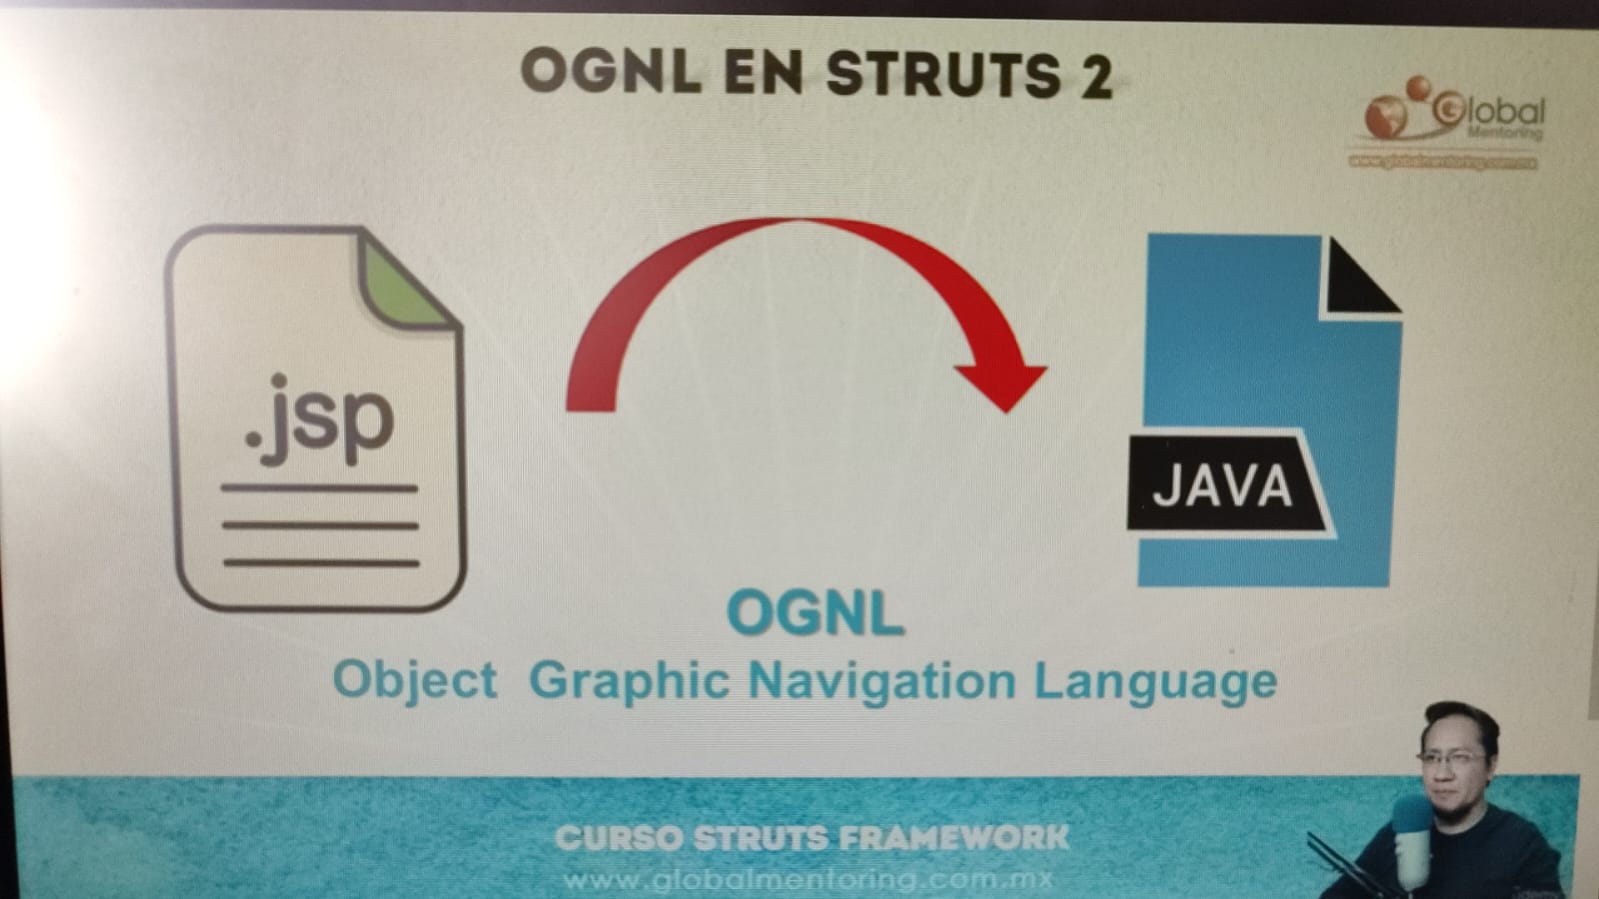 OGNL EN STRUTS 2
Global
Mentoring
www.globalmentoring.com.mx
.jsp
JAVA
OGNL
Object Graphic Navigation Language
CURSO STRUTS FRAMEWORK
www.globalmentoring.com.mx